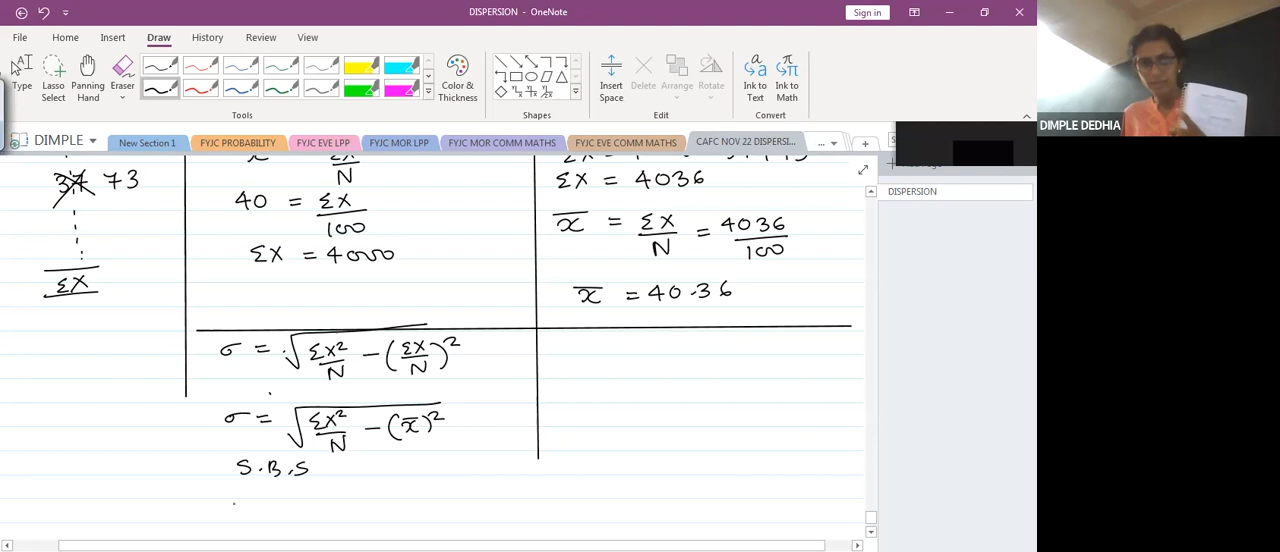 DISPERSION - OneNote
Sign in
File Home Insert Draw History Review View
Type
Lasso Select
Panning Hand
Eraser
Color & Thickness
Insert Space
Delete
Arrange
Rotate
Ink to Text
Ink to Math
Tools
Shapes
Edit
Convert
DIMPLE
New Section 1
FYJC PROBABILITY
FYJC EVE LPP
FYJC MOR LPP
FYJC MOR COMM MATHS
FYJC EVE COMM MATHS
CAFC NOV 22 DISPERSI...
DISPERSION
DIMPLE DEDHIA
37 73
ΣX
N
40 = ΣX/100
ΣX = 4000
ΣX = 4036
x̄ = ΣX/N = 4036/100
x̄ = 40.36
ΣX
σ = √(ΣX²/N - (ΣX/N)²)
σ = √(ΣX²/N - (x̄)²)
S.B.S